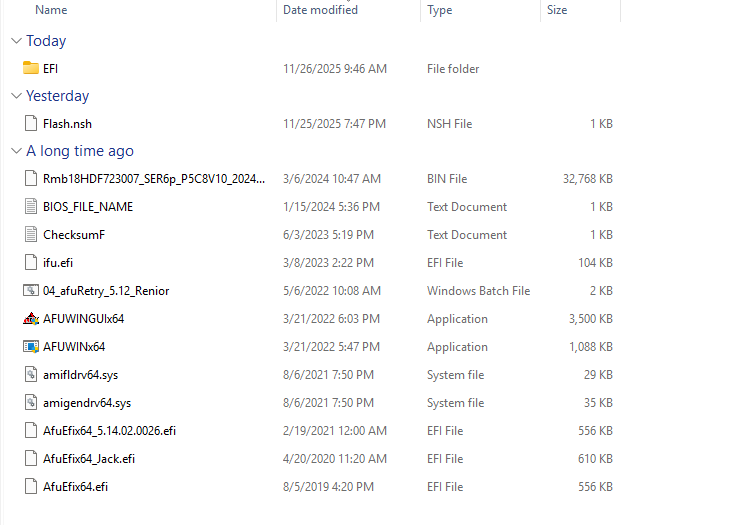 Name Date modified Type Size
Today
EFI 11/26/2025 9:46 AM File folder
Yesterday
Flash.nsh 11/25/2025 7:47 PM NSH File 1 KB
A long time ago
Rmb18HDF723007_SER6p_P5C8V10_2024... 3/6/2024 10:47 AM BIN File 32,768 KB
BIOS_FILE_NAME 1/15/2024 5:36 PM Text Document 1 KB
ChecksumF 6/3/2023 5:19 PM Text Document 1 KB
ifu.efi 3/8/2023 2:22 PM EFI File 104 KB
04_afuRetry_5.12_Renior 5/6/2022 10:08 AM Windows Batch File 2 KB
AFUWINGUIx64 3/21/2022 6:03 PM Application 3,500 KB
AFUWINx64 3/21/2022 5:47 PM Application 1,088 KB
amifldrv64.sys 8/6/2021 7:50 PM System file 29 KB
amigendrv64.sys 8/6/2021 7:50 PM System file 35 KB
AfuEfix64_5.14.02.0026.efi 2/19/2021 12:00 AM EFI File 556 KB
AfuEfix64_Jack.efi 4/20/2020 11:20 AM EFI File 610 KB
AfuEfix64.efi 8/5/2019 4:20 PM EFI File 556 KB